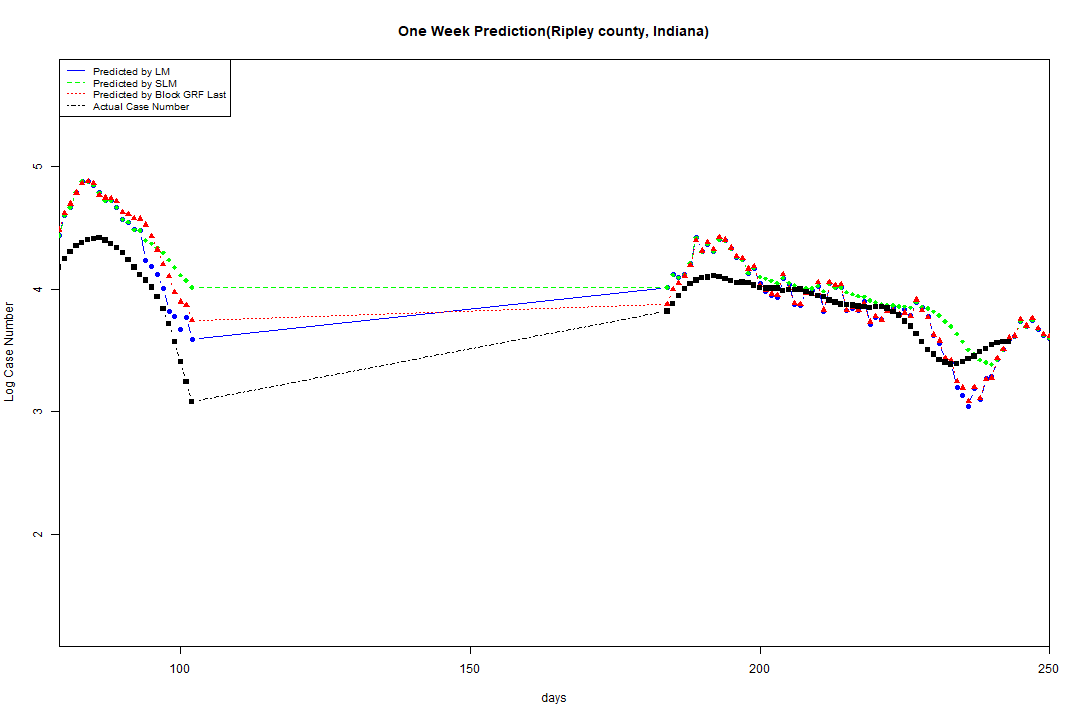 One Week Prediction(Ripley county, Indiana)
Predicted by LM
Predicted by SLM
Predicted by Block GRF Last
Actual Case Number
5
4
3
2
Log Case Number
100
150
200
250
days